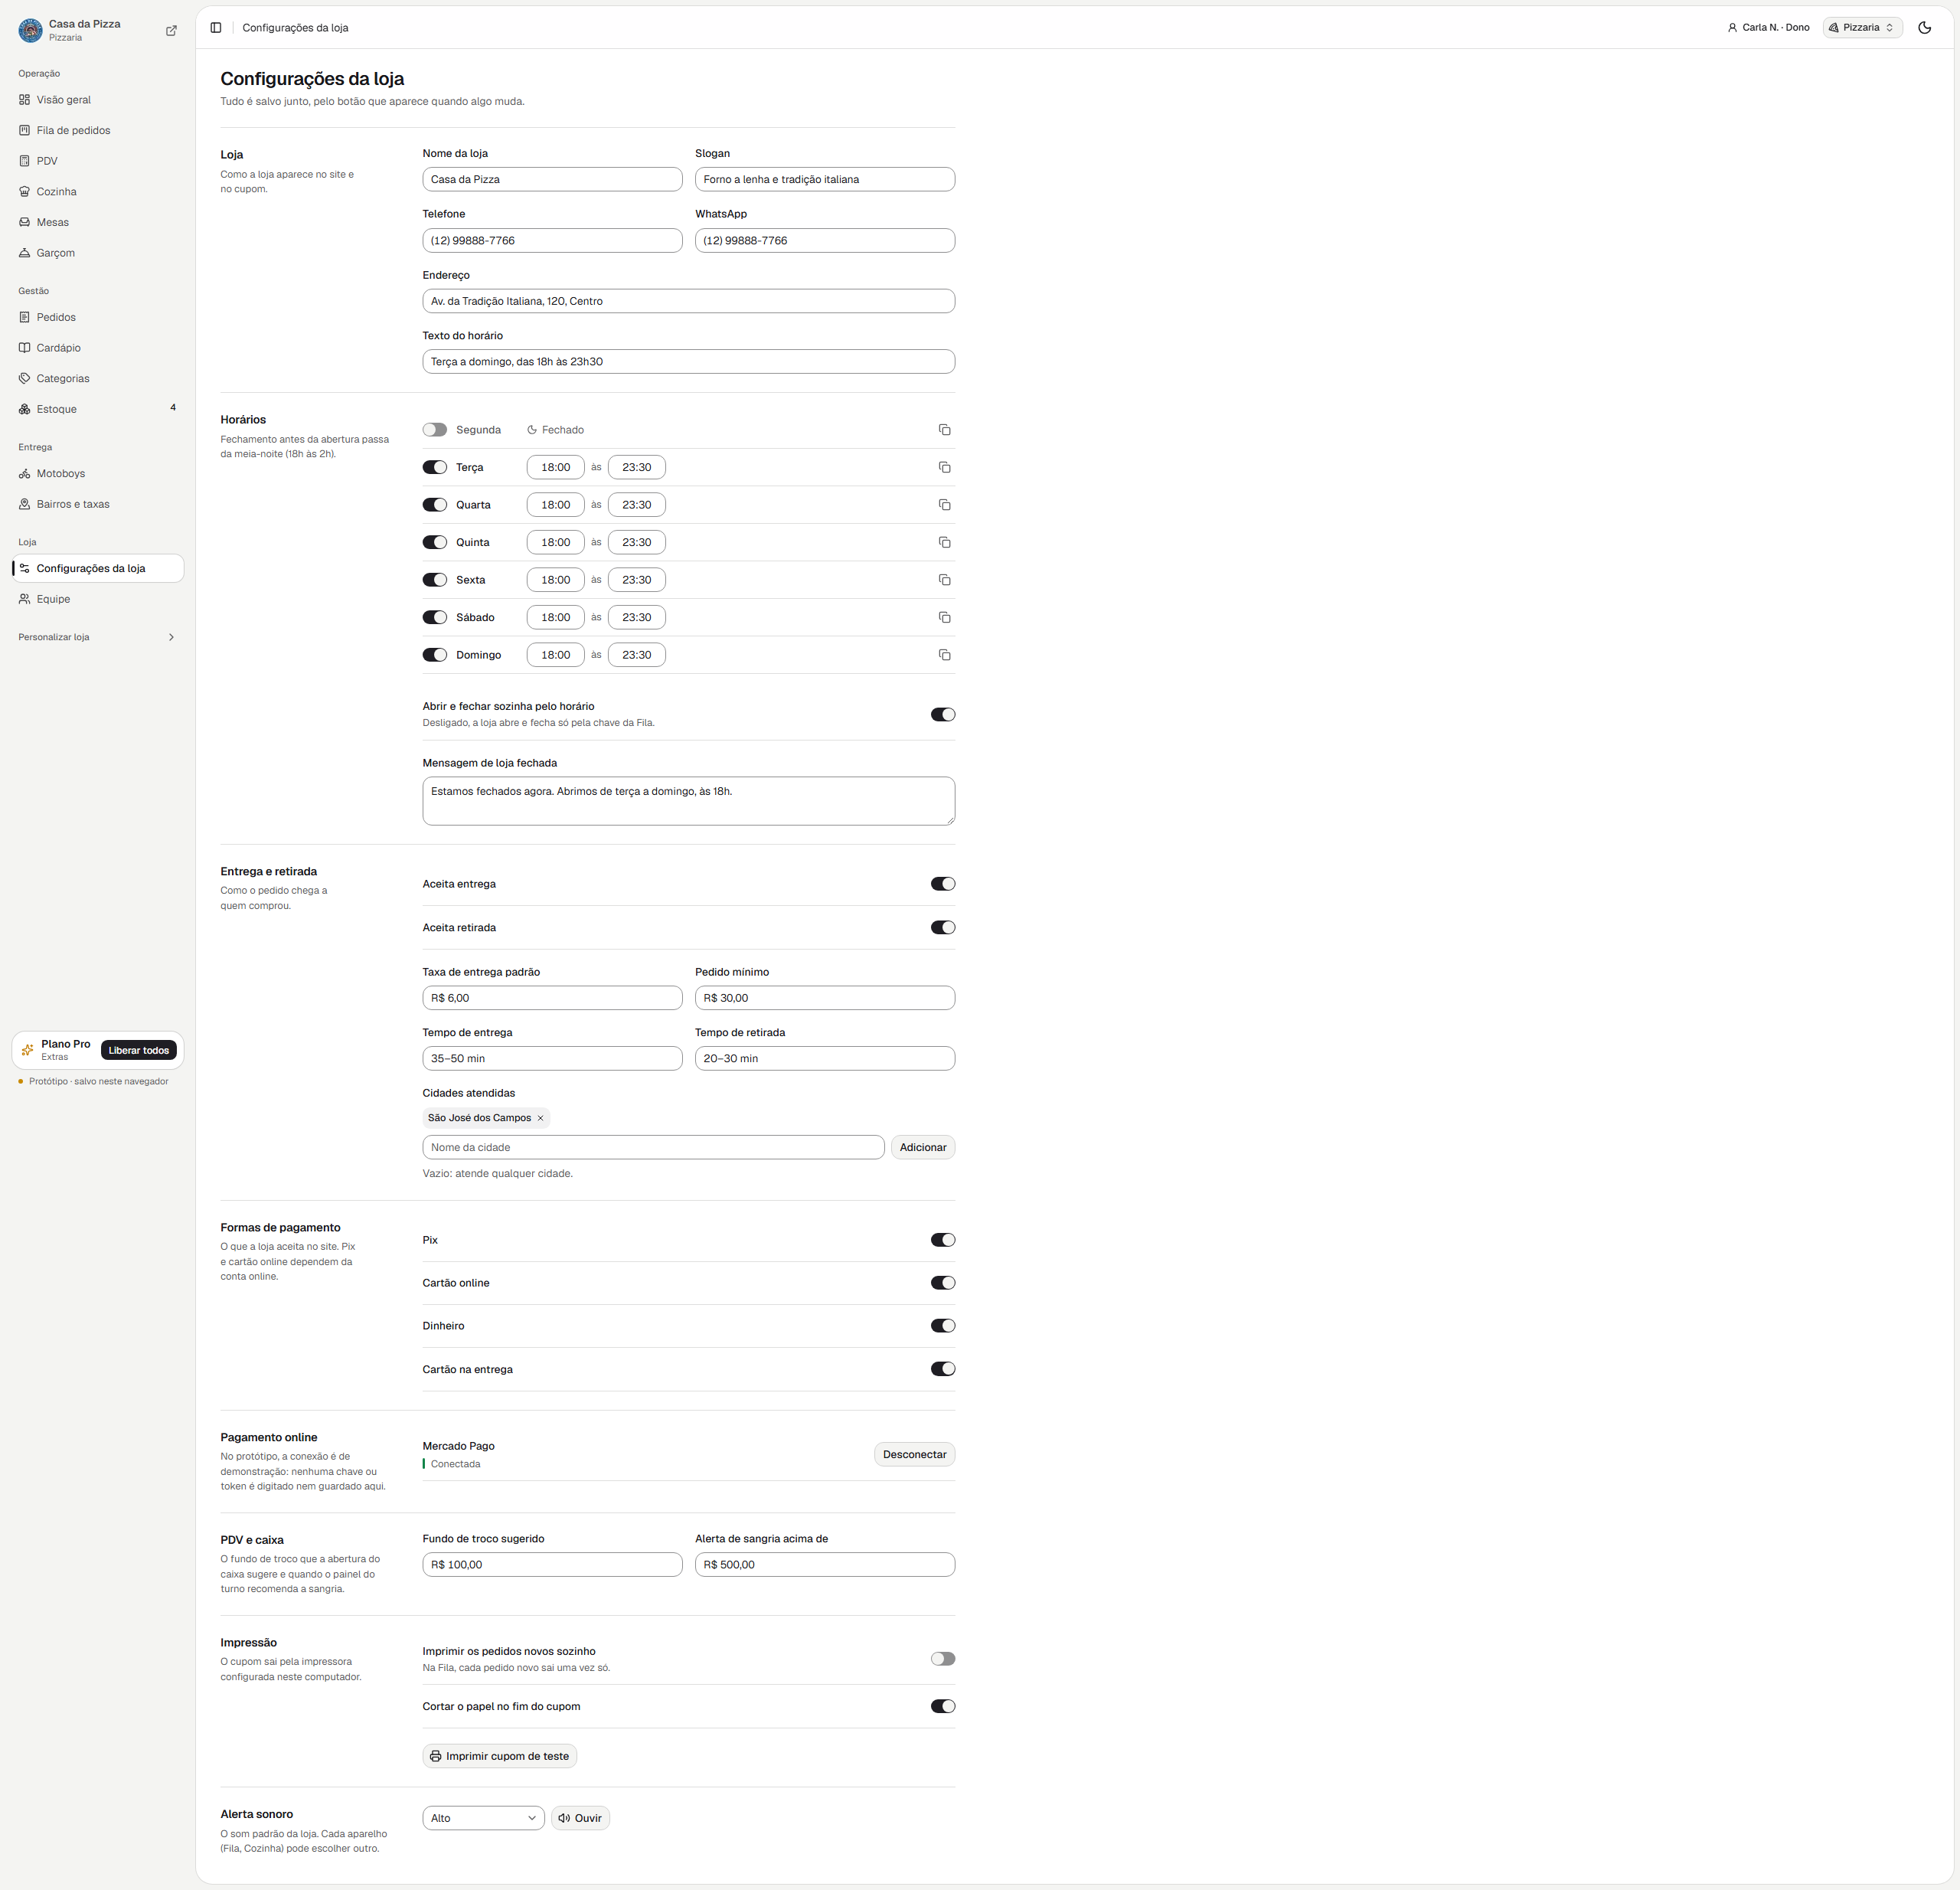 Casa da Pizza
Pizzaria
Operação
Visão geral
Fila de pedidos
PDV
Cozinha
Mesas
Garçom
Gestão
Pedidos
Cardápio
Categorias
Estoque 4
Entrega
Motoboys
Bairros e taxas
Loja
Configurações da loja
Equipe
Personalizar loja
Plano Pro
Extras
Liberar todos
Protótipo · salvo neste navegador
Configurações da loja
Carla N. · Dono
Pizzaria
Configurações da loja
Tudo é salvo junto, pelo botão que aparece quando algo muda.
Loja
Como a loja aparece no site e
no cupom.
Nome da loja
Casa da Pizza
Slogan
Forno a lenha e tradição italiana
Telefone
(12) 99888-7766
WhatsApp
(12) 99888-7766
Endereço
Av. da Tradição Italiana, 120, Centro
Texto do horário
Terça a domingo, das 18h às 23h30
Horários
Fechamento antes da abertura passa
da meia-noite (18h às 2h).
Segunda Fechado
Terça 18:00 às 23:30
Quarta 18:00 às 23:30
Quinta 18:00 às 23:30
Sexta 18:00 às 23:30
Sábado 18:00 às 23:30
Domingo 18:00 às 23:30
Abrir e fechar sozinha pelo horário
Desligado, a loja abre e fecha só pela chave da Fila.
Mensagem de loja fechada
Estamos fechados agora. Abrimos de terça a domingo, às 18h.
Entrega e retirada
Como o pedido chega a
quem comprou.
Aceita entrega
Aceita retirada
Taxa de entrega padrão
R$ 6,00
Pedido mínimo
R$ 30,00
Tempo de entrega
35–50 min
Tempo de retirada
20–30 min
Cidades atendidas
São José dos Campos
Nome da cidade
Adicionar
Vazio: atende qualquer cidade.
Formas de pagamento
O que a loja aceita no site. Pix
e cartão online dependem da
conta online.
Pix
Cartão online
Dinheiro
Cartão na entrega
Pagamento online
No protótipo, a conexão é de
demonstração: nenhuma chave ou
token é digitado nem guardado aqui.
Mercado Pago
Conectada
Desconectar
PDV e caixa
O fundo de troco que a abertura do
caixa sugere e quando o painel do
turno recomenda a sangria.
Fundo de troco sugerido
R$ 100,00
Alerta de sangria acima de
R$ 500,00
Impressão
O cupom sai pela impressora
configurada neste computador.
Imprimir os pedidos novos sozinho
Na Fila, cada pedido novo sai uma vez só.
Cortar o papel no fim do cupom
Imprimir cupom de teste
Alerta sonoro
O som padrão da loja. Cada aparelho
(Fila, Cozinha) pode escolher outro.
Alto
Ouvir